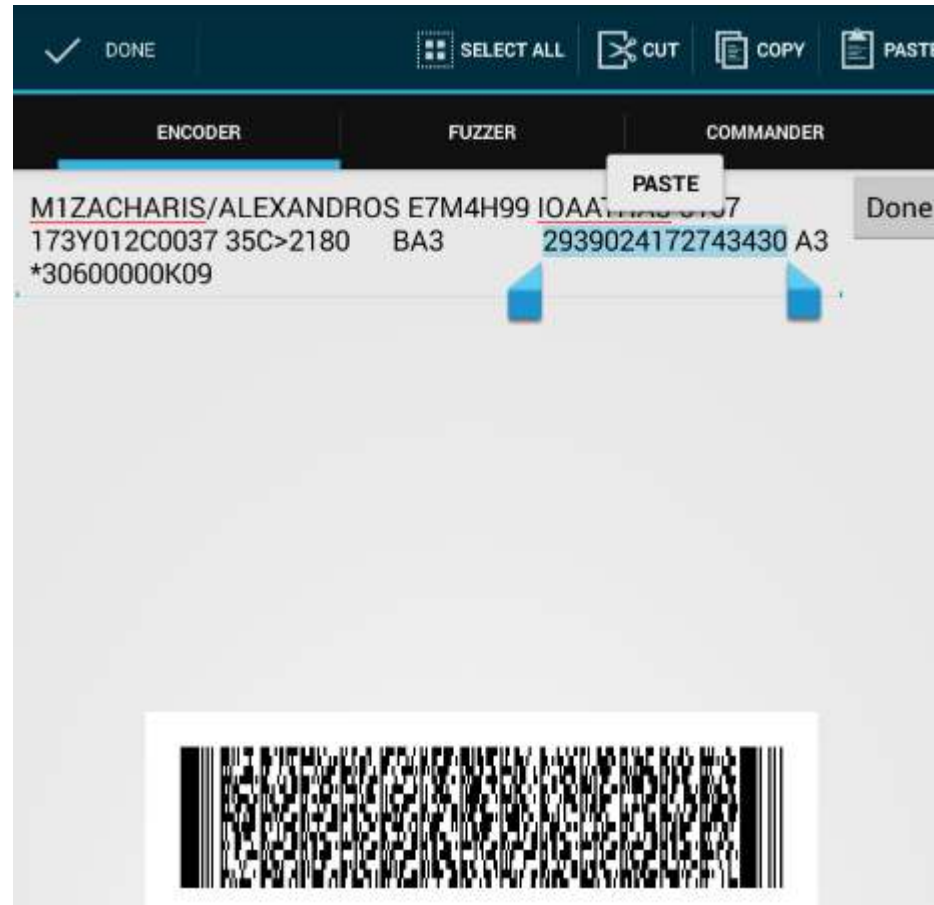 DONE
SELECT ALL
CUT
COPY
PASTE
ENCODER
FUZZER
COMMANDER
PASTE
M1ZACHARIS/ALEXANDROS E7M4H99
Done
173Y012C0037 35C>2180 BA3 2939024172743430 A3
*30600000K09